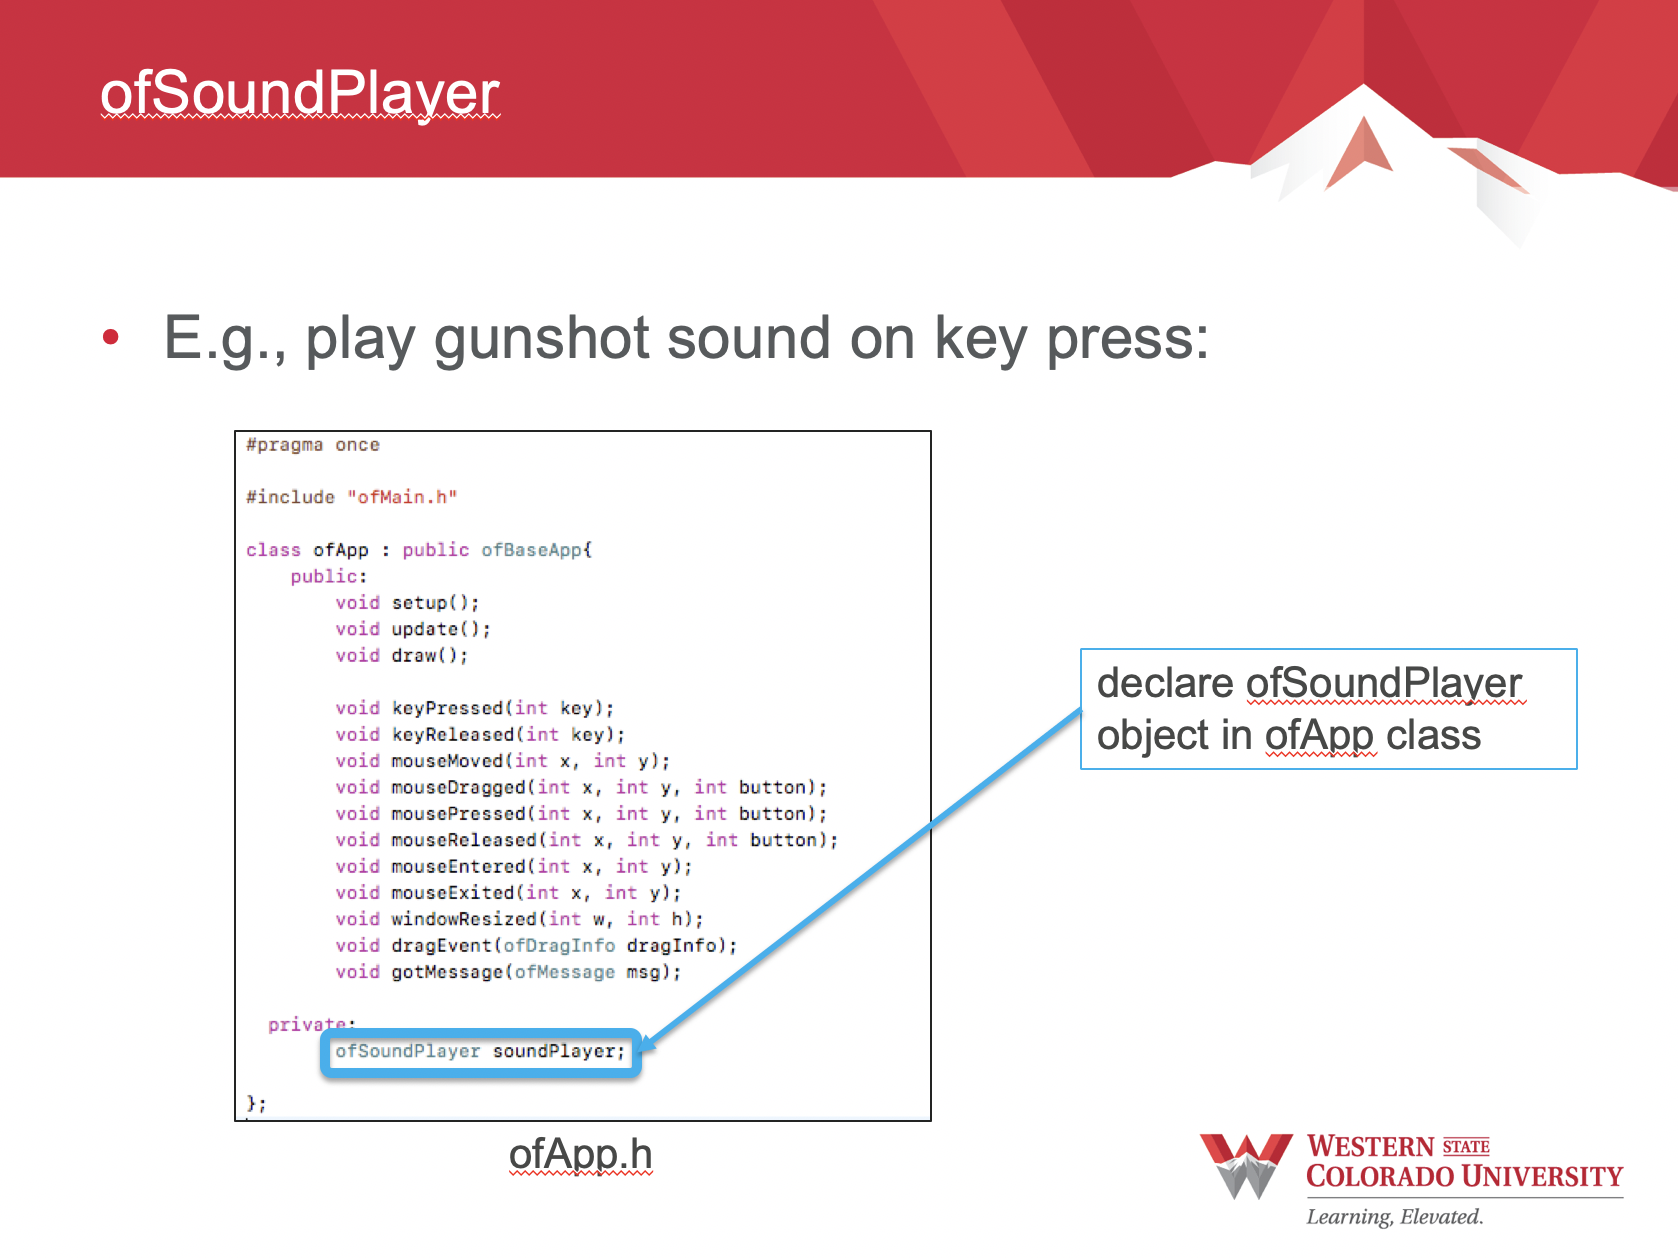 ofSoundPlayer
• E.g., play gunshot sound on key press:
#pragma once
#include "ofMain.h"
class ofApp : public ofBaseApp{
public:
void setup();
void update();
void draw();
void keyPressed(int key);
void keyReleased(int key);
void mouseMoved(int x, int y);
void mouseDragged(int x, int y, int button);
void mousePressed(int x, int y, int button);
void mouseReleased(int x, int y, int button);
void mouseEntered(int x, int y);
void mouseExited(int x, int y);
void windowResized(int w, int h);
void dragEvent(ofDragInfo dragInfo);
void gotMessage(ofMessage msg);
private:
ofSoundPlayer soundPlayer;
};
declare ofSoundPlayer
object in ofApp class
ofApp.h
WESTERN STATE
COLORADO UNIVERSITY
Learning, Elevated.